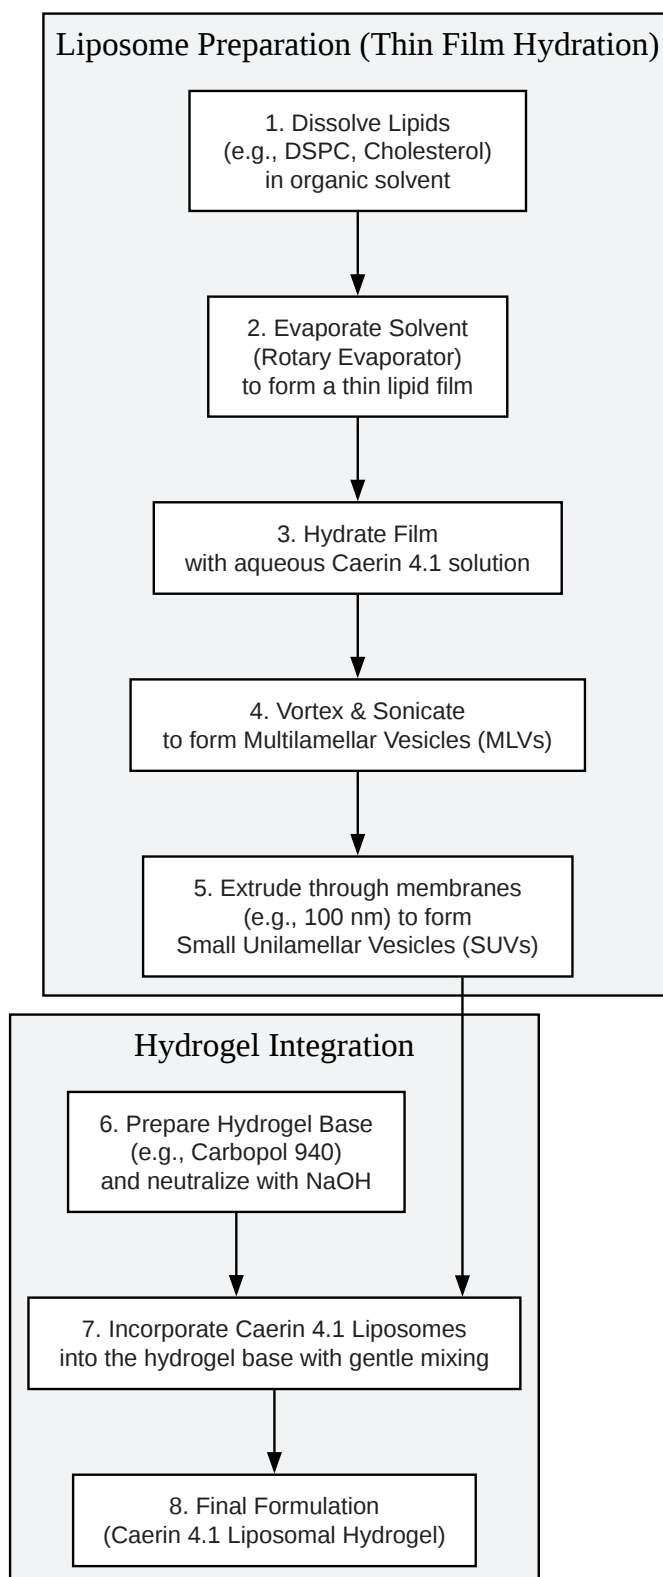 Liposome Preparation (Thin Film Hydration)
1. Dissolve Lipids
(e.g., DSPC, Cholesterol)
in organic solvent
2. Evaporate Solvent
(Rotary Evaporator)
to form a thin lipid film
3. Hydrate Film
with aqueous Caerin 4.1 solution
4. Vortex & Sonicate
to form Multilamellar Vesicles (MLVs)
5. Extrude through membranes
(e.g., 100 nm) to form
Small Unilamellar Vesicles (SUVs)
Hydrogel Integration
6. Prepare Hydrogel Base
(e.g., Carbopol 940)
and neutralize with NaOH
7. Incorporate Caerin 4.1 Liposomes
into the hydrogel base with gentle mixing
8. Final Formulation
(Caerin 4.1 Liposomal Hydrogel)